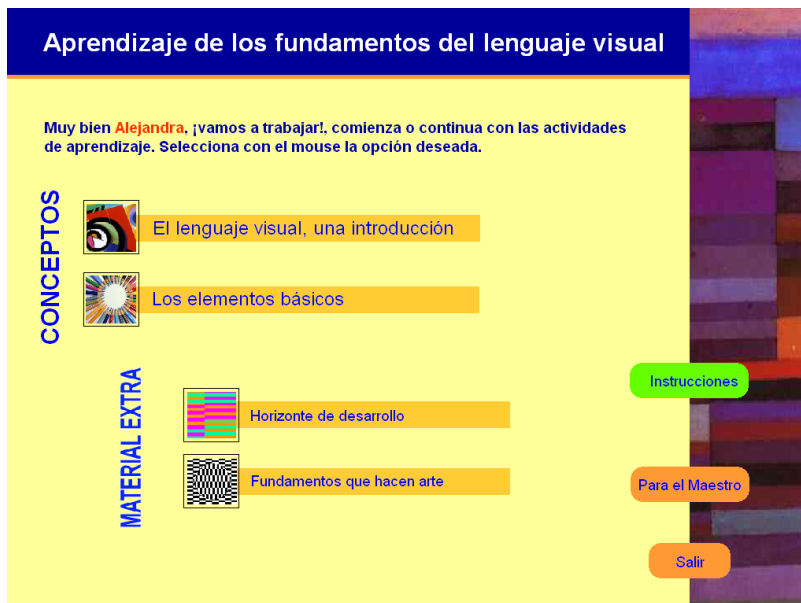 Aprendizaje de los fundamentos del lenguaje visual
Muy bien Alejandra, ¡vamos a trabajar!, comienza o continua con las actividades
de aprendizaje. Selecciona con el mouse la opción deseada.
CONCEPTOS
El lenguaje visual, una introducción
Los elementos básicos
MATERIAL EXTRA
Horizonte de desarrollo
Fundamentos que hacen arte
Instrucciones
Para el Maestro
Salir